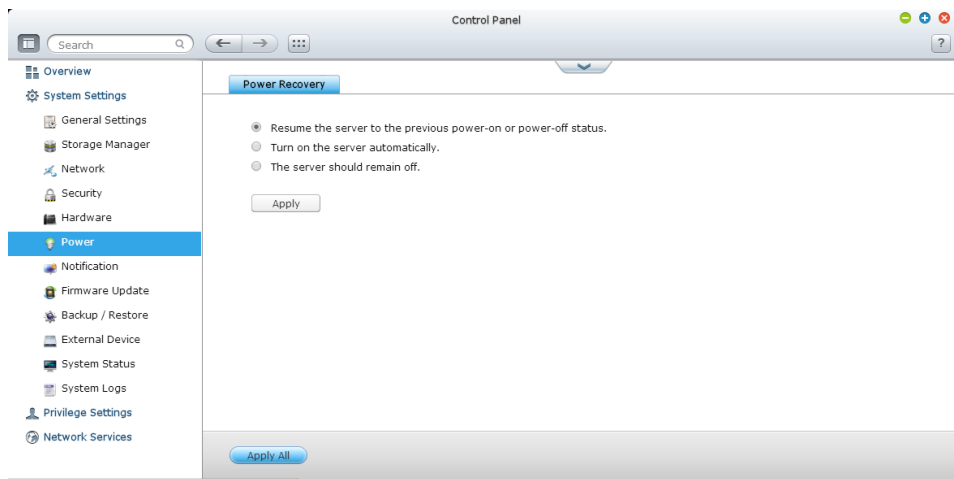 Control Panel
Search
?
Overview
System Settings
General Settings
Storage Manager
Network
Security
Hardware
Power
Notification
Firmware Update
Backup / Restore
External Device
System Status
System Logs
Privilege Settings
Network Services
Power Recovery
Resume the server to the previous power-on or power-off status.
Turn on the server automatically.
The server should remain off.
Apply
Apply All